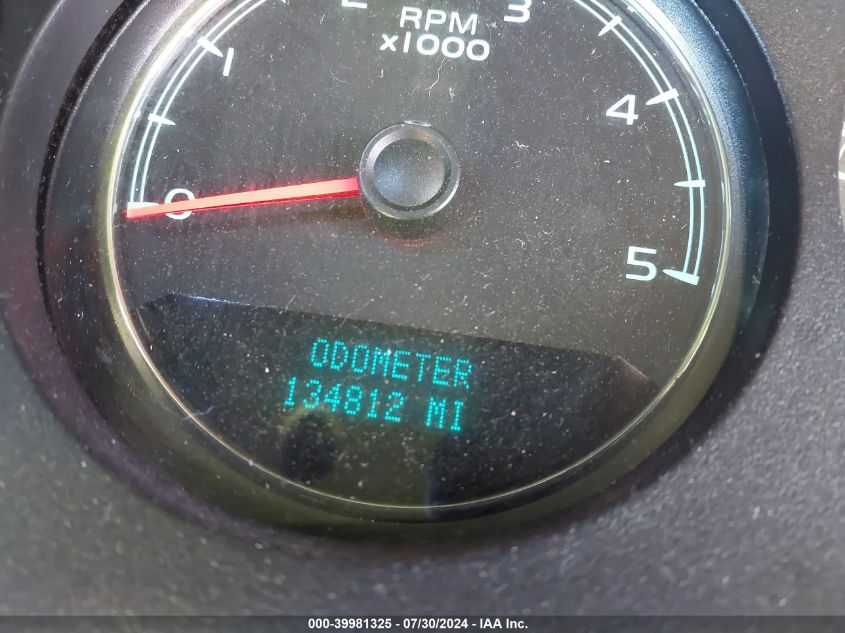 2 3
RPM
x1000
1
4
0
5
ODOMETER
134812 MI
000-39981325 / 07/30/2024 - IAA Inc.